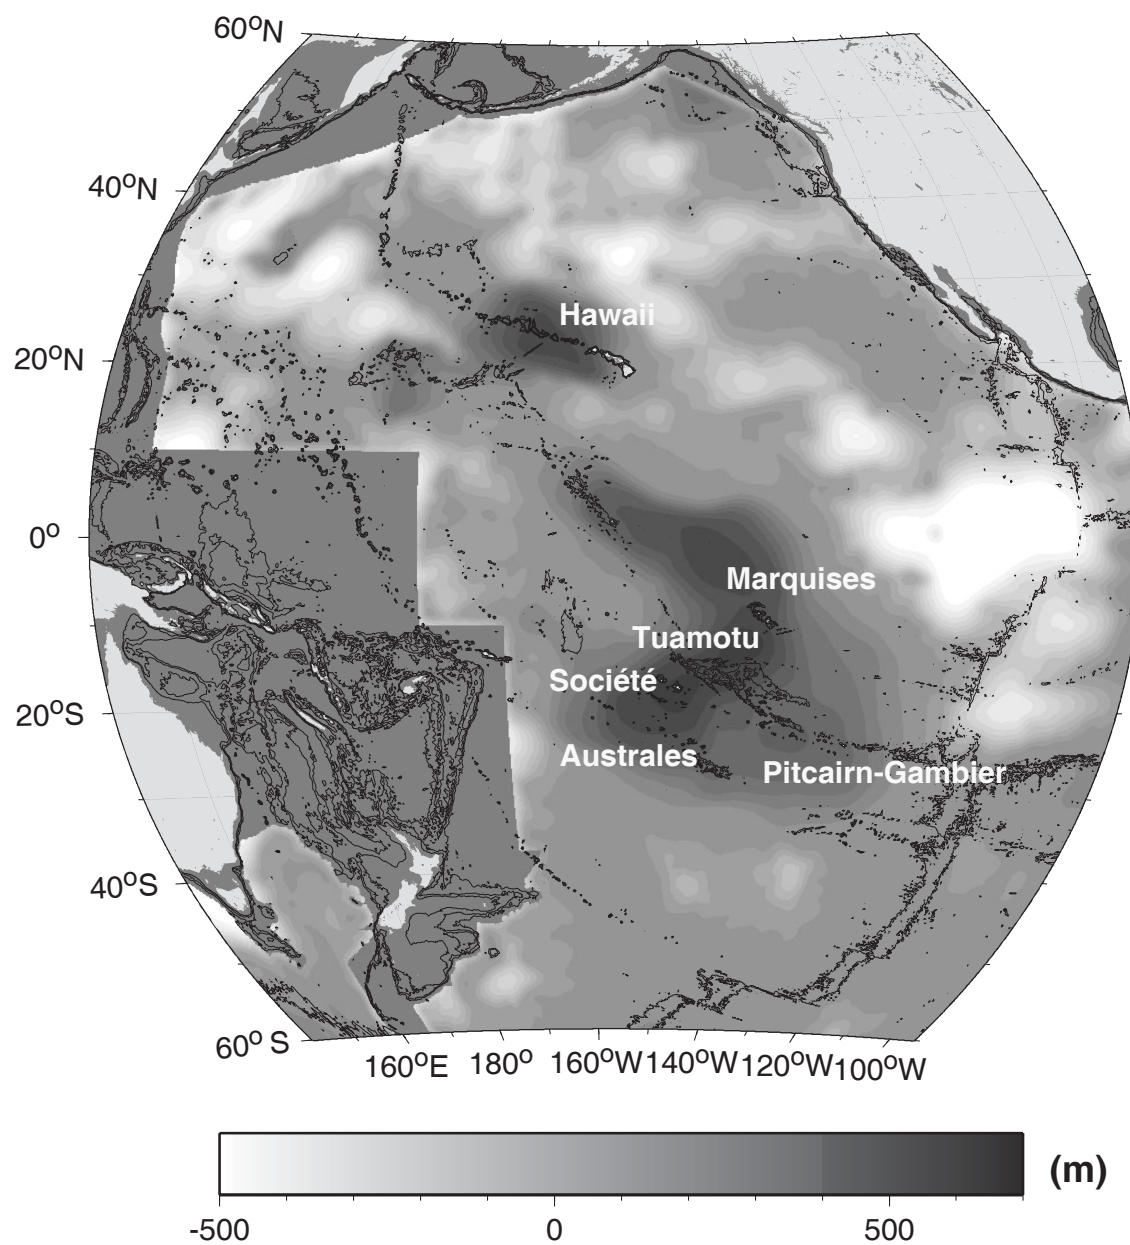 60°N
40°N
Hawaii
20°N
0°
Marquises
Tuamotu
Société
20°S
Australes
Pitcairn-Gambier
40°S
60° S
160°E 180° 160°W 140°W 120°W 100°W
(m)
-500 0 500